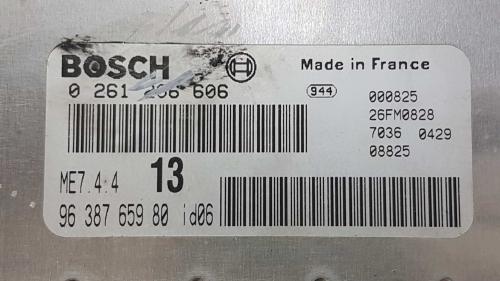 BOSCH Made in France
0 261 206 606 944 000825
26FM0828
7036 0429
08825
ME7.4.4 13
96 387 659 80 id06